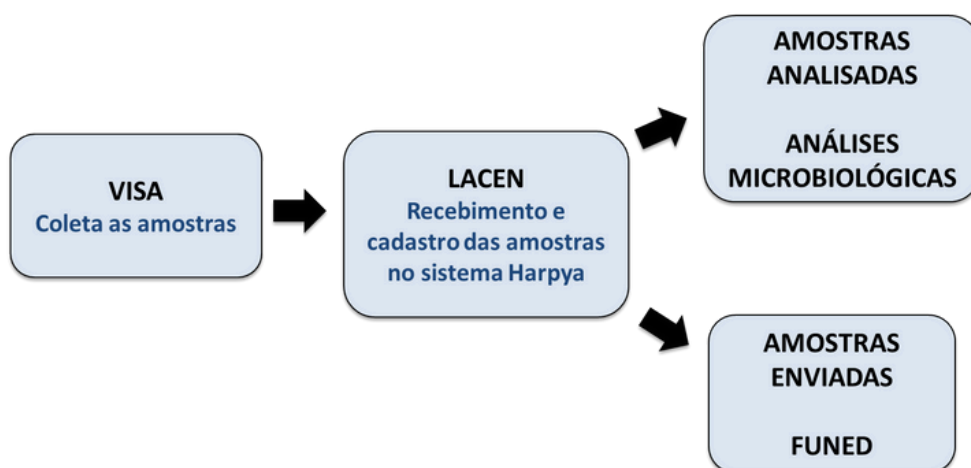 VISA
Coleta as amostras
LACEN
Recebimento e
cadastro das amostras
no sistema Harpya
AMOSTRAS
ANALISADAS
ANÁLISES
MICROBIOLÓGICAS
AMOSTRAS
ENVIADAS
FUNED